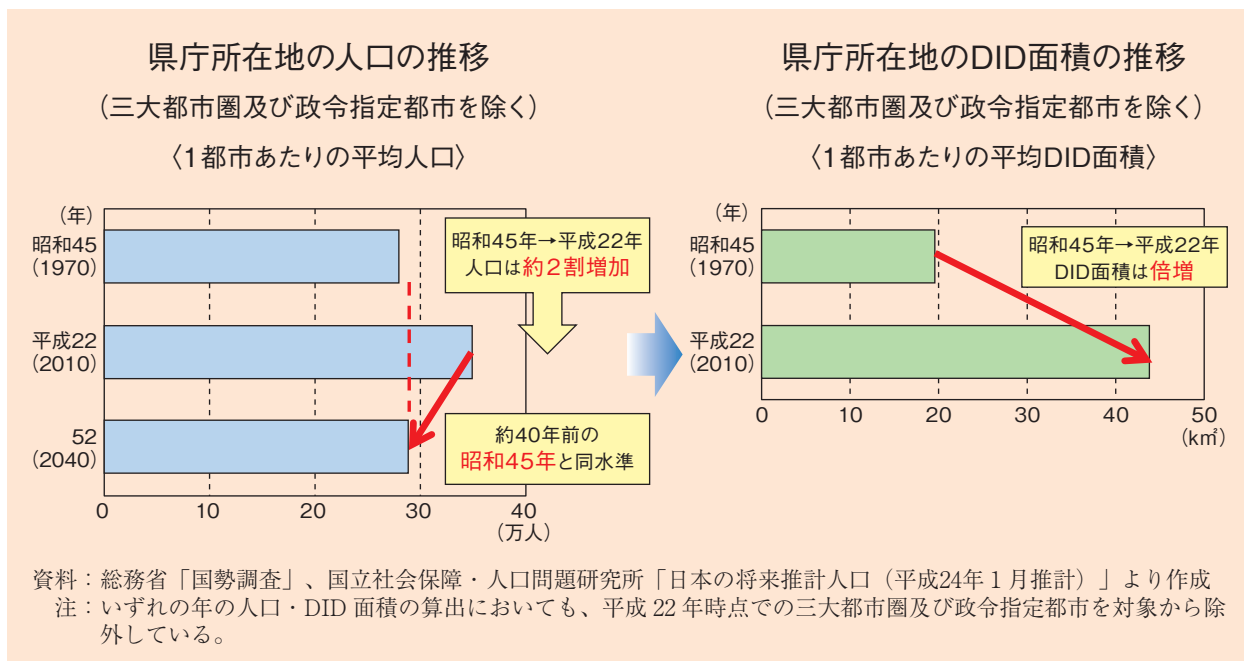 県庁所在地の人口の推移
(三大都市圏及び政令指定都市を除く)
〈1都市あたりの平均人口〉
(年)
昭和45
(1970)
平成22
(2010)
52
(2040)
0 10 20 30 40
(万人)
昭和45年→平成22年
人口は約2割増加
約40年前の
昭和45年と同水準
県庁所在地のDID面積の推移
(三大都市圏及び政令指定都市を除く)
〈1都市あたりの平均DID面積〉
(年)
昭和45
(1970)
平成22
(2010)
0 10 20 30 40 50
(km²)
昭和45年→平成22年
DID面積は倍増
資料:総務省「国勢調査」、国立社会保障・人口問題研究所「日本の将来推計人口(平成24年1月推計)」より作成
注:いずれの年の人口・DID 面積の算出においても、平成 22 年時点での三大都市圏及び政令指定都市を対象から除
外している。